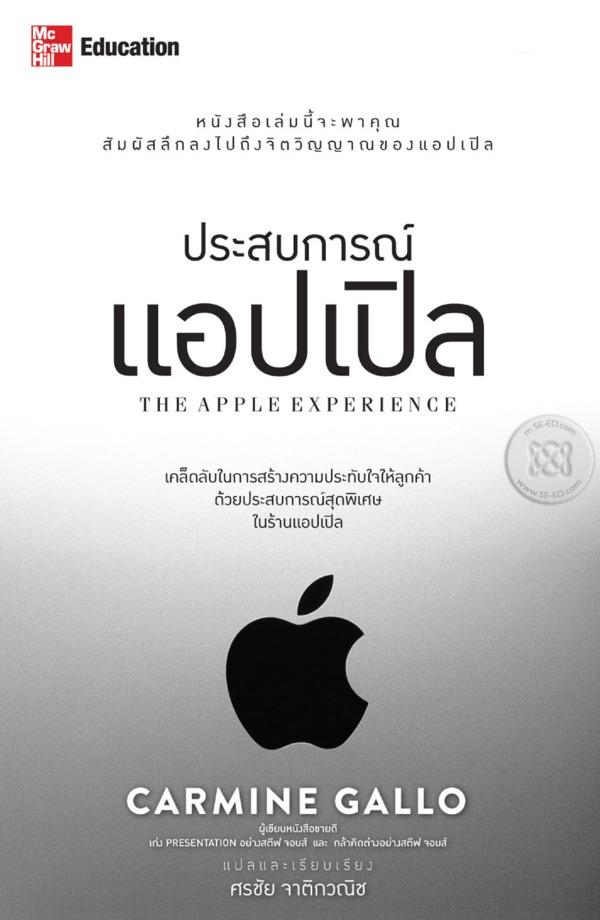 Mc
Graw
Hill
Education
หนังสือเล่มนี้จะพาคุณ
สัมผัสลึกลงไปถึงจิตวิญญาณของแอปเปิล
ประสบการณ์
แอปเปิล
THE APPLE EXPERIENCE
m.SE-ED.com
www.SE-ED.com
เคล็ดลับในการสร้างความประทับใจให้ลูกค้า
ด้วยประสบการณ์สุดพิเศษ
ในร้านแอปเปิล
CARMINE GALLO
ผู้เขียนหนังสือขายดี
เก่ง PRESENTATION อย่างสตีฟ จอบส์ และ กล้าคิดต่างอย่างสตีฟ จอบส์
แปลและเรียบเรียง
ศรชัย จาติกวณิช